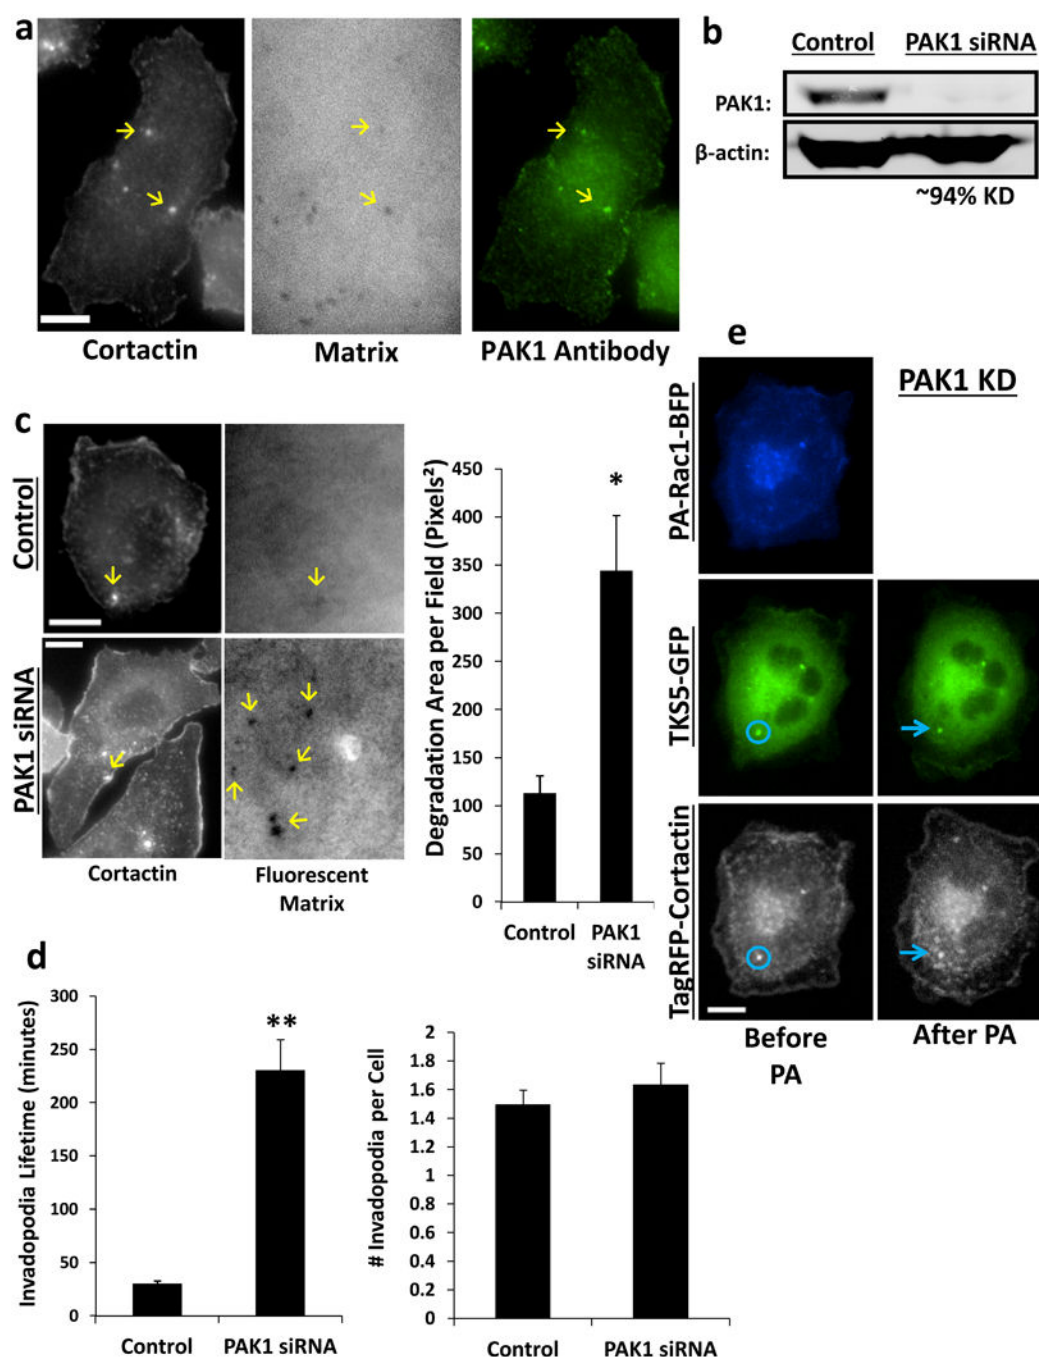 a
Cortactin
Matrix
PAK1 Antibody
b
Control
PAK1 siRNA
PAK1:
β-actin:
~94% KD
c
Control
PAK1 siRNA
Cortactin
Fluorescent
Matrix
Degradation Area per Field (Pixels²)
450
400
350
300
250
200
150
100
50
0
*
Control
PAK1
siRNA
d
Invadopodia Lifetime (minutes)
300
250
200
150
100
50
0
**
Control
PAK1 siRNA
# Invadopodia per Cell
2
1.8
1.6
1.4
1.2
1
0.8
0.6
0.4
0.2
0
Control
PAK1 siRNA
e
PAK1 KD
PA-Rac1-BFP
TKS5-GFP
TagRFP-Cortactin
Before
PA
After PA